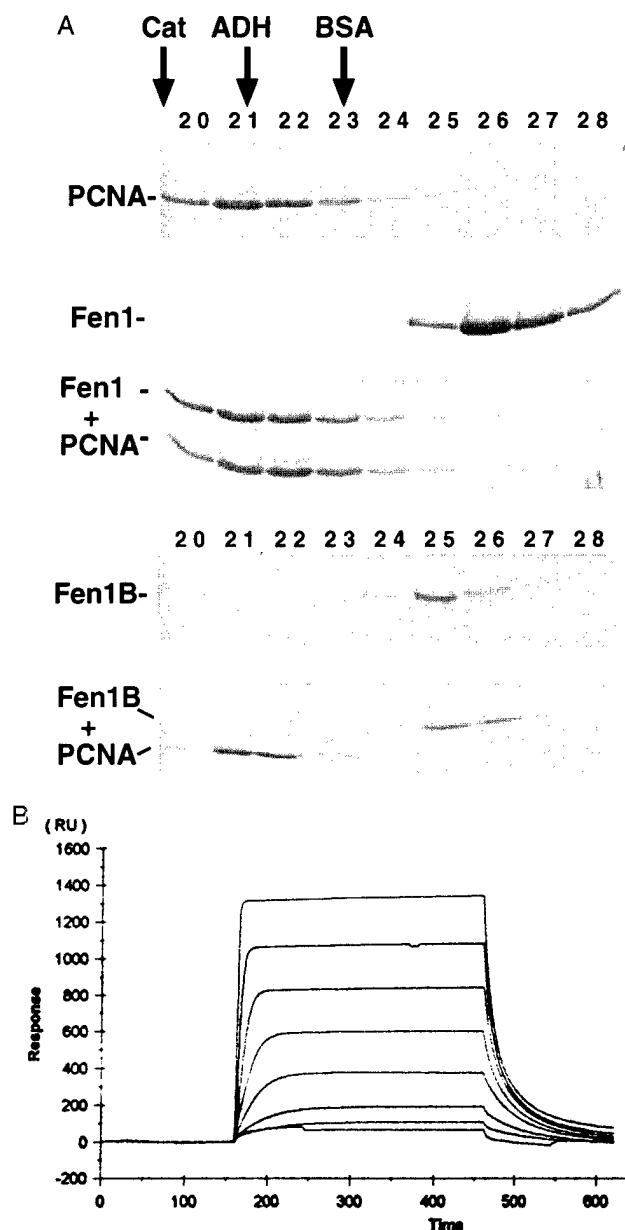 A
Cat ADH BSA
20 21 22 23 24 25 26 27 28
PCNA-
Fen1-
Fen1 -
+
PCNA-
20 21 22 23 24 25 26 27 28
Fen1B-
Fen1B
+
PCNA
B
(RU)
1600
1400
1200
1000
800
600
400
200
0
-200
Response
0 100 200 300 400 500 600
Time